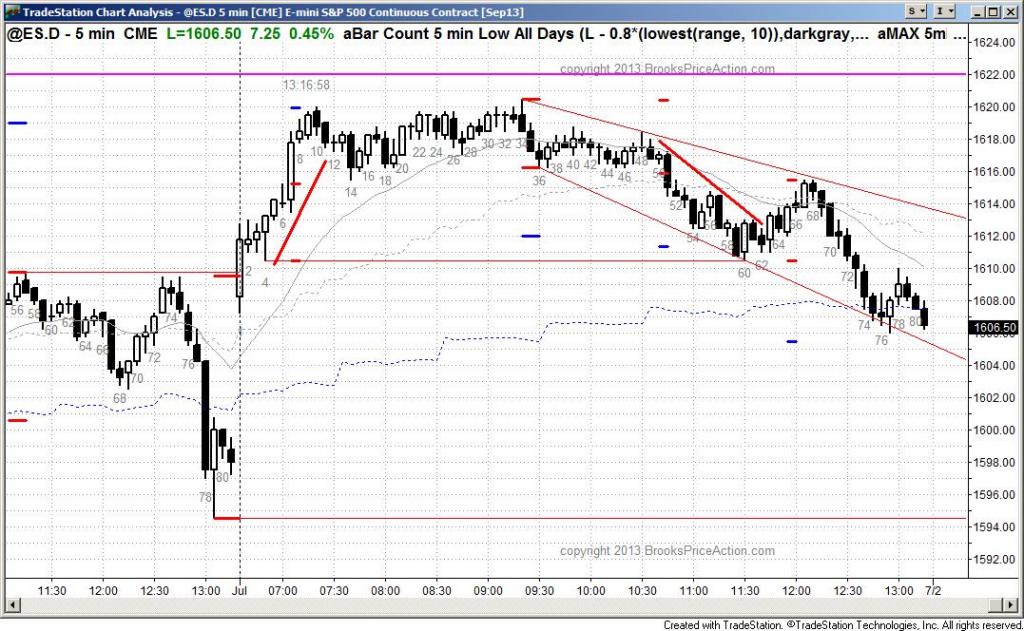 TradeStation Chart Analysis - @ES.D 5 min [CME] E-mini S&P 500 Continuous Contract [Sep13]
S
I
@ES.D - 5 min CME L=1606.50 7.25 0.45% aBar Count 5 min Low All Days (L - 0.8*(lowest(range, 10)),darkgray,... aMAX 5mi ...
1624.00
copyright 2013 BrooksPriceAction.com
1622.00
13:16:58
1620.00
1618.00
1616.00
1614.00
1612.00
1610.00
1608.00
1606.50
1604.00
1602.00
1600.00
1598.00
1596.00
1594.00
1592.00
8 10 12 14 16 18 20 22 24 26 28 30 32 34 36 38 40 42 44 46 48
2 4 6
52 54 56 58 60 62 64 66 68 70 72 74 76 78 80
56 58 60 62 64 66 68 70 72 74 76 78 80
copyright 2013 BrooksPriceAction.com
11:30 12:00 12:30 13:00 Jul 07:00 07:30 08:00 08:30 09:00 09:30 10:00 10:30 11:00 11:30 12:00 12:30 13:00 7/2
Created with TradeStation. ©TradeStation Technologies, Inc. All rights reserved.